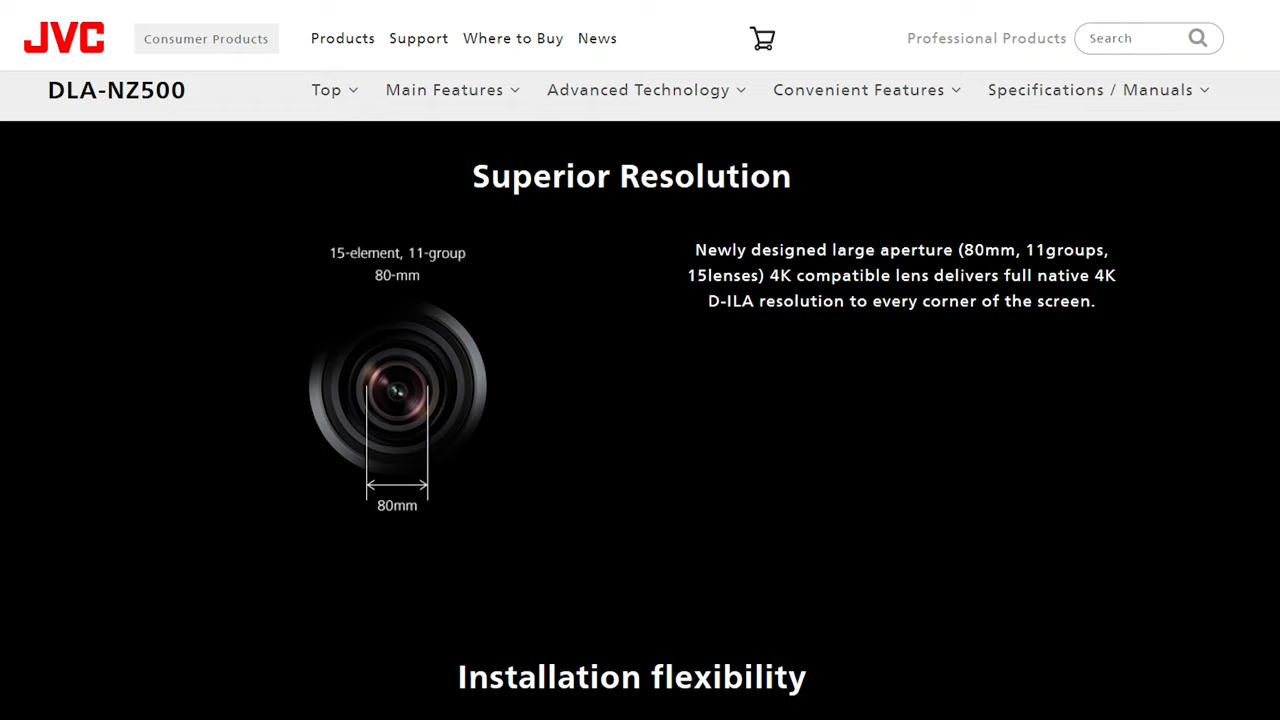 JVC
Consumer Products
Products
Support
Where to Buy
News
Professional Products
Search
DLA-NZ500
Top
Main Features
Advanced Technology
Convenient Features
Specifications / Manuals
Superior Resolution
15-element, 11-group
80-mm
80mm
Newly designed large aperture (80mm, 11groups,
15lenses) 4K compatible lens delivers full native 4K
D-ILA resolution to every corner of the screen.
Installation flexibility